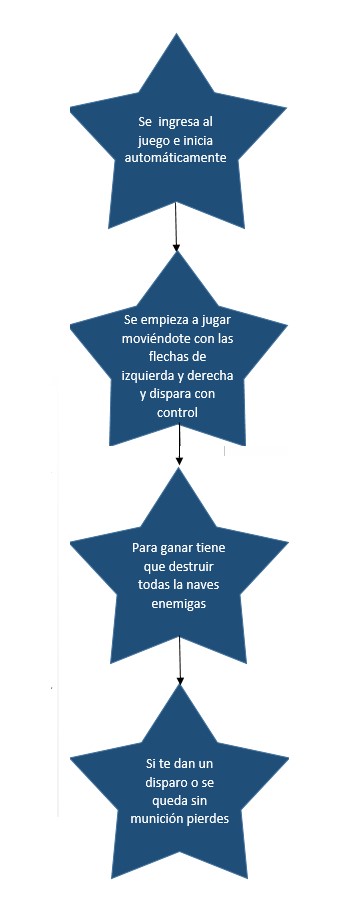 Se ingresa al
juego e inicia
automáticamente
Se empieza a jugar
moviéndote con las
flechas de
izquierda y derecha
y dispara con
control
Para ganar tiene
que destruir
todas la naves
enemigas
Si te dan un
disparo o se
queda sin
munición pierdes